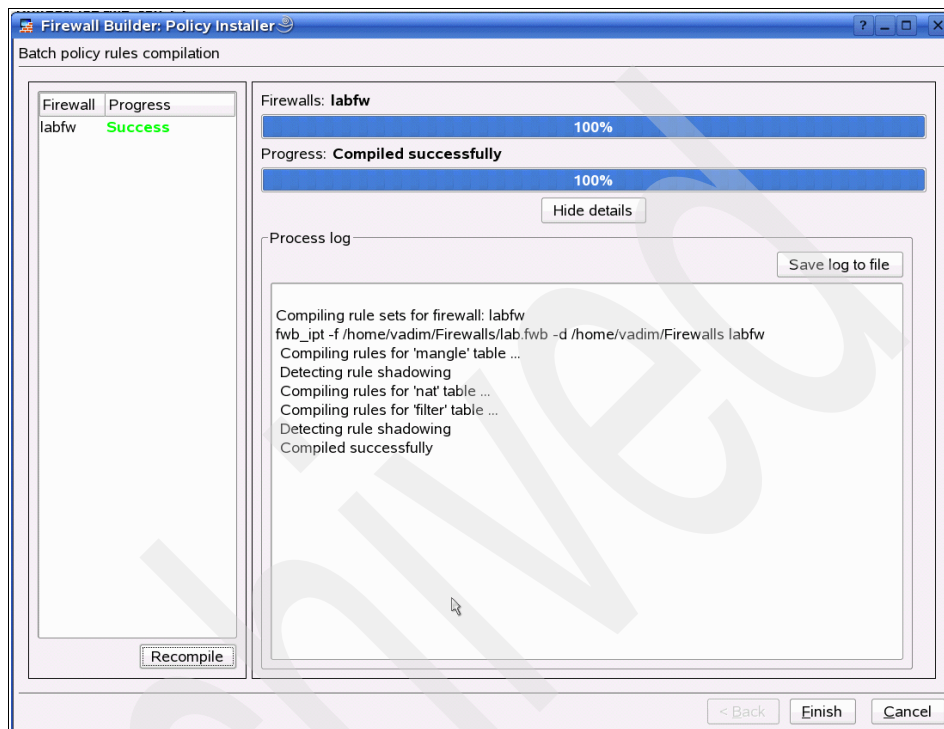 Firewall Builder: Policy Installer
Batch policy rules compilation
Firewall Progress
labfw Success
Recompile
Firewalls: labfw
100%
Progress: Compiled successfully
100%
Hide details
Process log
Save log to file
Compiling rule sets for firewall: labfw
fwb_ipt -f /home/vadim/Firewalls/lab.fwb -d /home/vadim/Firewalls labfw
Compiling rules for 'mangle' table ...
Detecting rule shadowing
Compiling rules for 'nat' table ...
Compiling rules for 'filter' table ...
Detecting rule shadowing
Compiled successfully
< Back Finish Cancel